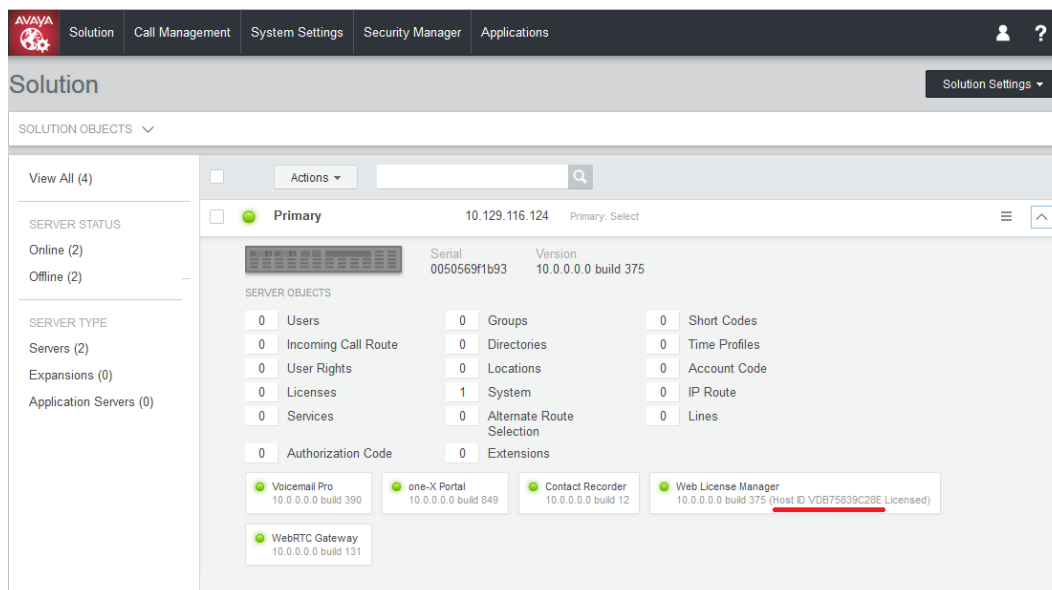 AVAYA
Solution Call Management System Settings Security Manager Applications ?
Solution
Solution Settings
SOLUTION OBJECTS
View All (4)
Actions
SERVER STATUS
Online (2)
Offline (2)
SERVER TYPE
Servers (2)
Expansions (0)
Application Servers (0)
Primary 10.129.116.124 Primary: Select
Serial Version
0050569f1b93 10.0.0.0.0 build 375
SERVER OBJECTS
0 Users 0 Groups 0 Short Codes
0 Incoming Call Route 0 Directories 0 Time Profiles
0 User Rights 0 Locations 0 Account Code
0 Licenses 1 System 0 IP Route
0 Services 0 Alternate Route Selection 0 Lines
0 Authorization Code 0 Extensions
Voicemail Pro one-X Portal Contact Recorder Web License Manager
10.0.0.0.0 build 390 10.0.0.0.0 build 849 10.0.0.0.0 build 12 10.0.0.0.0 build 375 (Host ID VDB75839C28E Licensed)
WebRTC Gateway
10.0.0.0.0 build 131